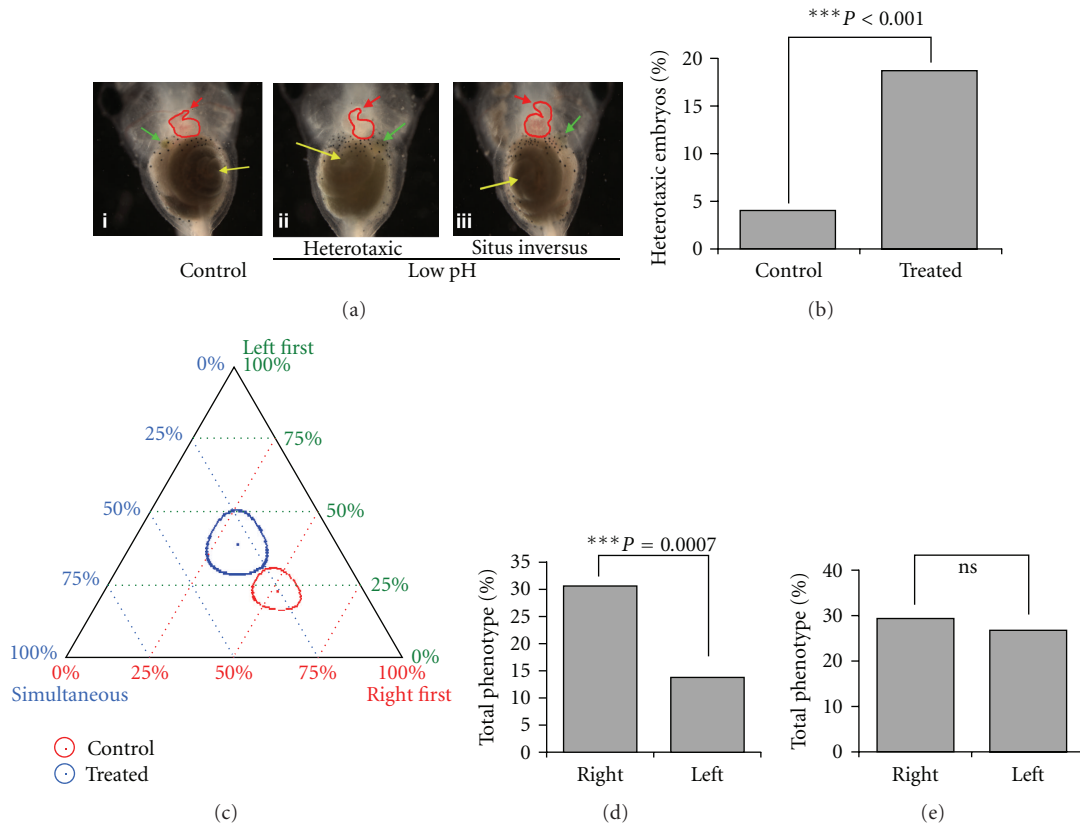 i
ii
iii
Control
Heterotaxic
Situs inversus
Low pH
(a)
***P < 0.001
Heterotaxic embryos (%)
20
15
10
5
0
Control
Treated
(b)
Left first
0%
100%
25%
75%
50%
50%
75%
25%
100%
0%
0%
25%
50%
75%
100%
Simultaneous
Right first
Control
Treated
(c)
***P = 0.0007
Total phenotype (%)
35
30
25
20
15
10
5
0
Right
Left
(d)
ns
Total phenotype (%)
40
30
20
10
0
Right
Left
(e)